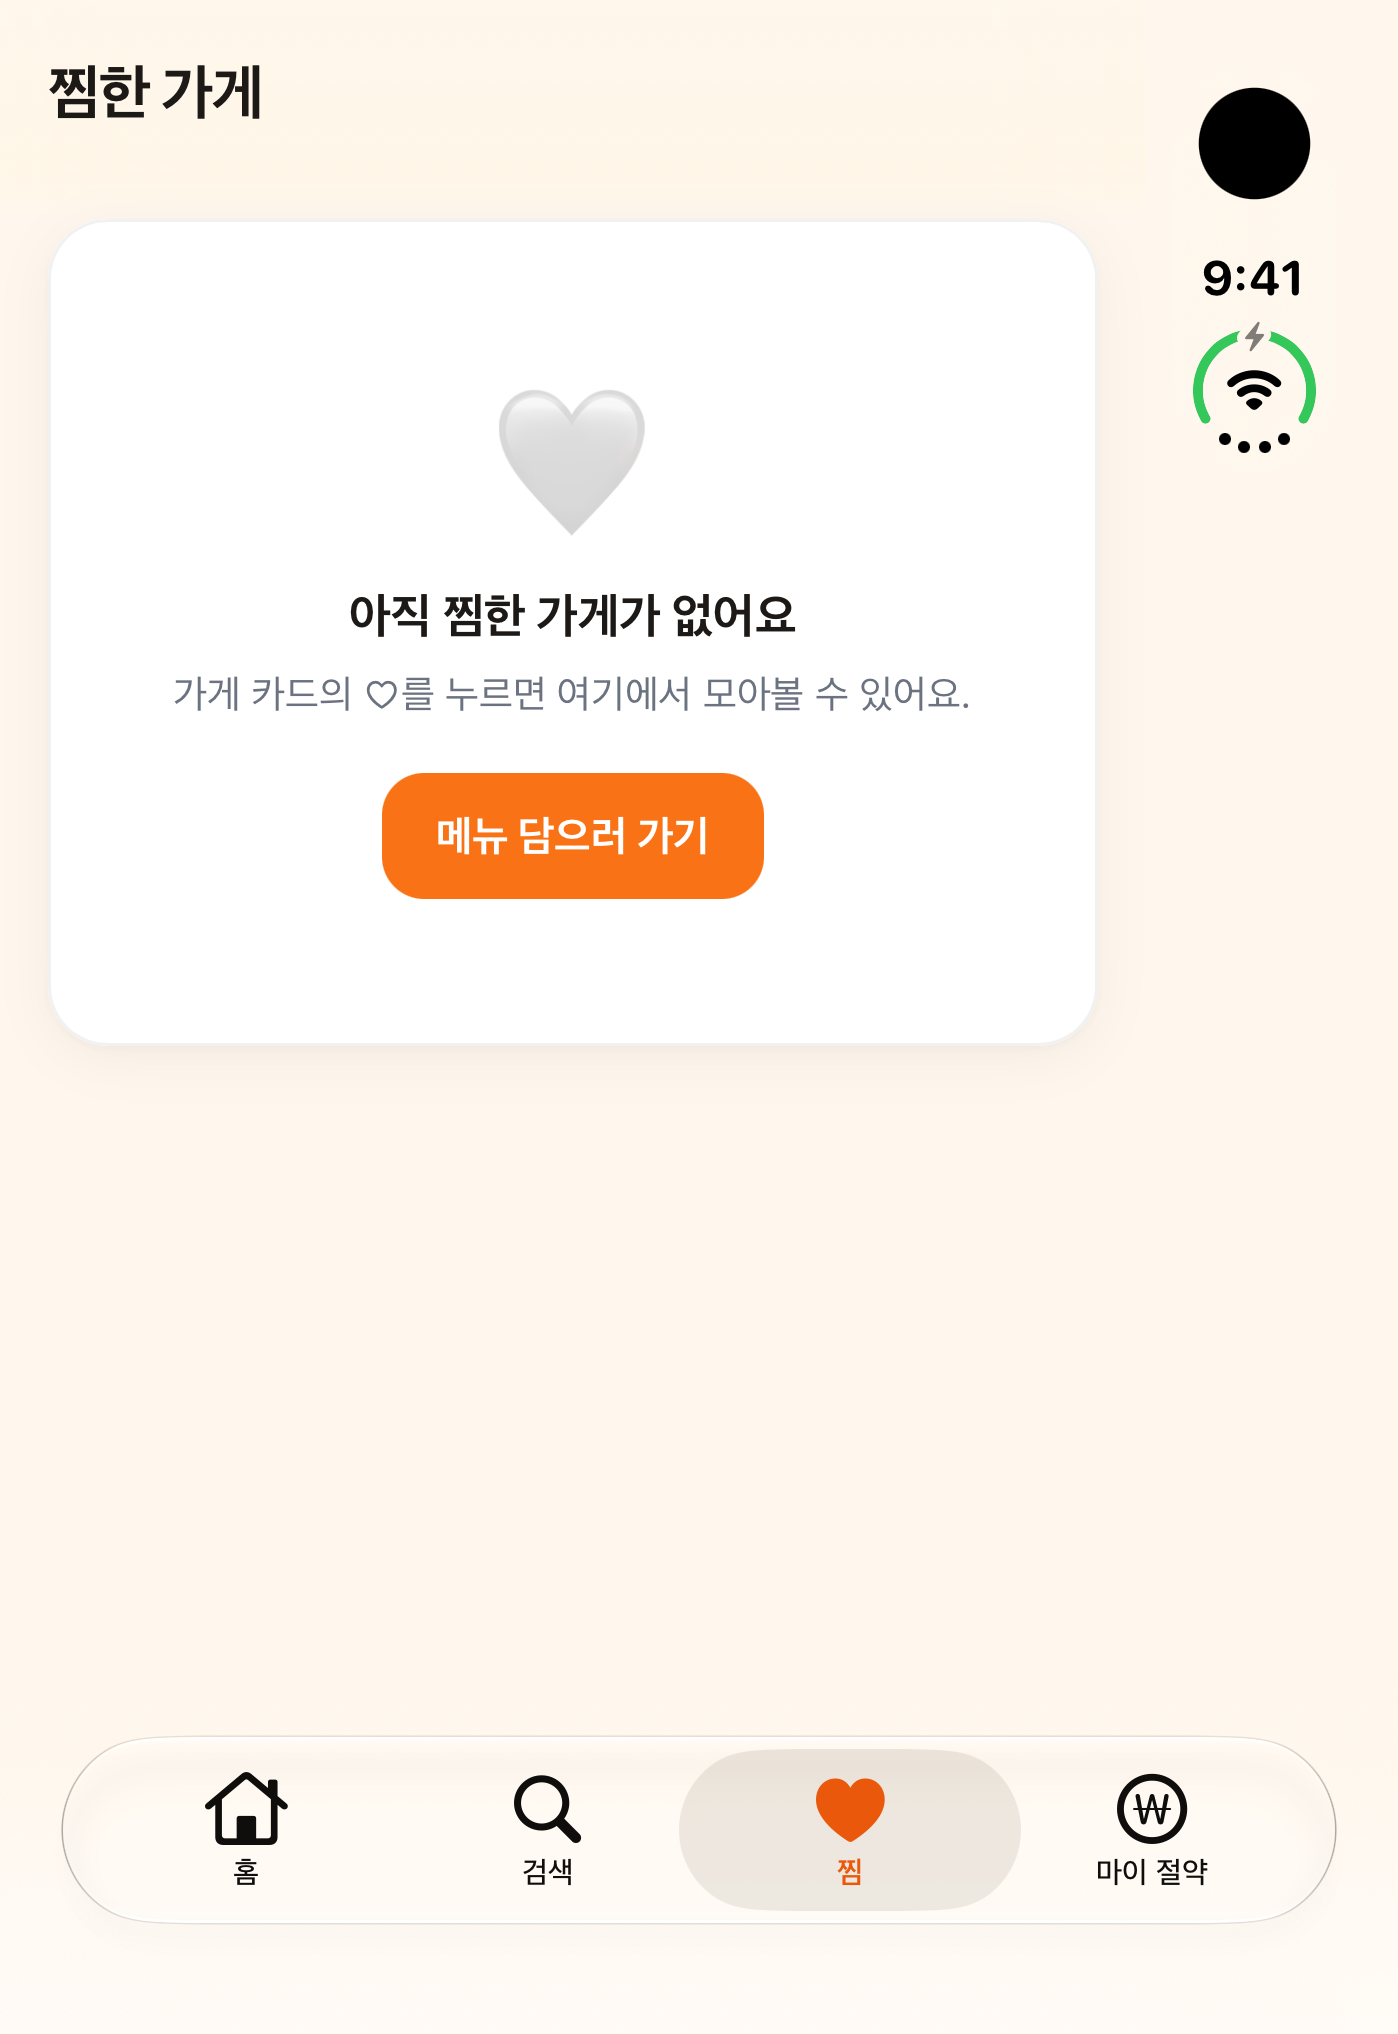 찜한 가게
9:41
아직 찜한 가게가 없어요
가게 카드의 ♡를 누르면 여기에서 모아볼 수 있어요.
메뉴 담으러 가기
홈
검색
찜
마이 절약